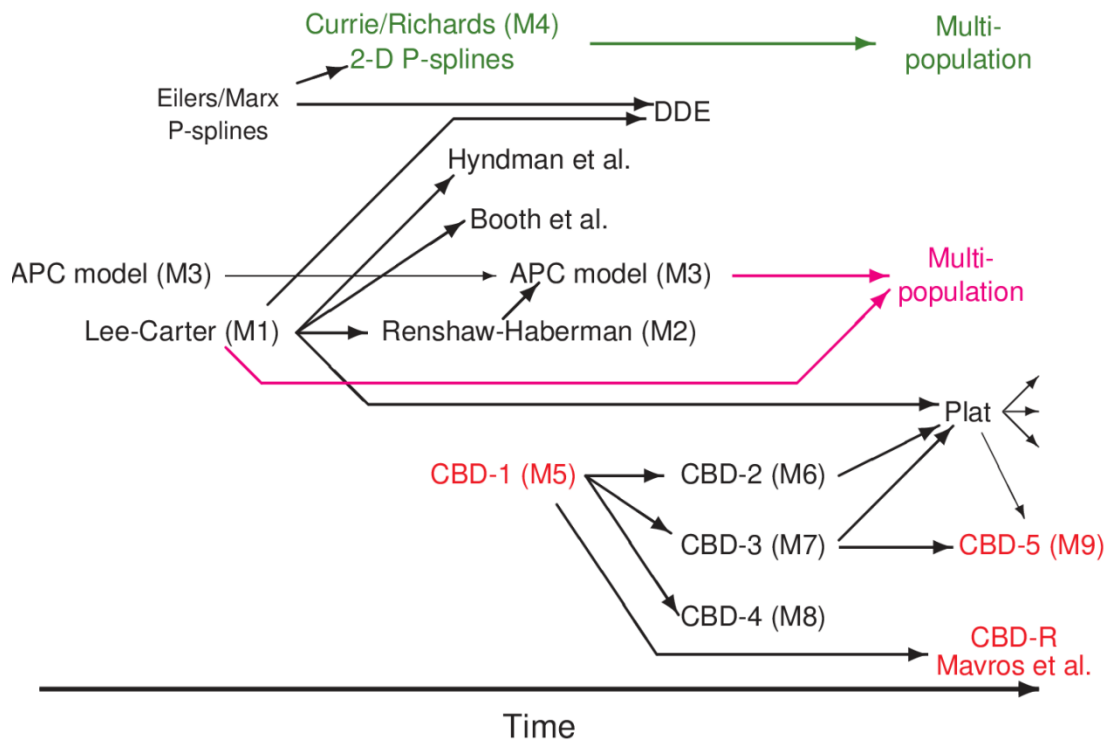 Currie/Richards (M4)
2-D P-splines
Multi-
population
Eilers/Marx
P-splines
DDE
Hyndman et al.
Booth et al.
APC model (M3)
APC model (M3)
Multi-
population
Lee-Carter (M1)
Renshaw-Haberman (M2)
Plat
CBD-1 (M5)
CBD-2 (M6)
CBD-3 (M7)
CBD-5 (M9)
CBD-4 (M8)
CBD-R
Mavros et al.
Time